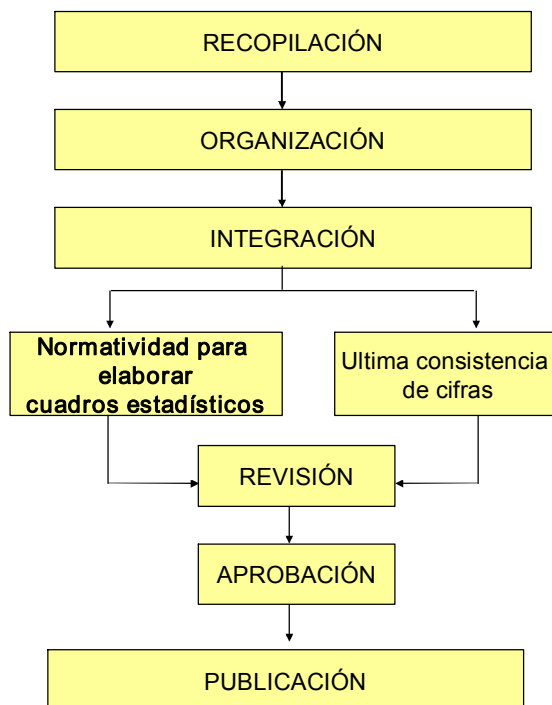 RECOPILACIÓN
ORGANIZACIÓN
INTEGRACIÓN
Normatividad para
elaborar
cuadros estadísticos
Ultima consistencia
de cifras
REVISIÓN
APROBACIÓN
PUBLICACIÓN